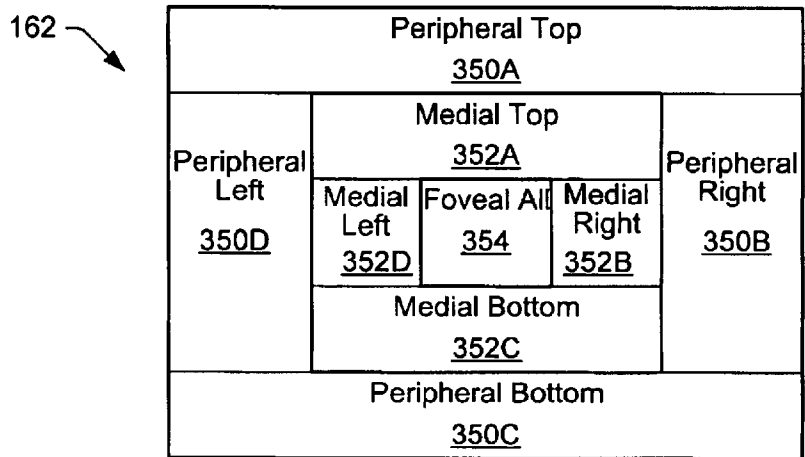 162
Peripheral Top
350A
Medial Top
352A
Peripheral
Left
350D
Medial
Left
352D
Foveal All
354
Medial
Right
352B
Peripheral
Right
350B
Medial Bottom
352C
Peripheral Bottom
350C